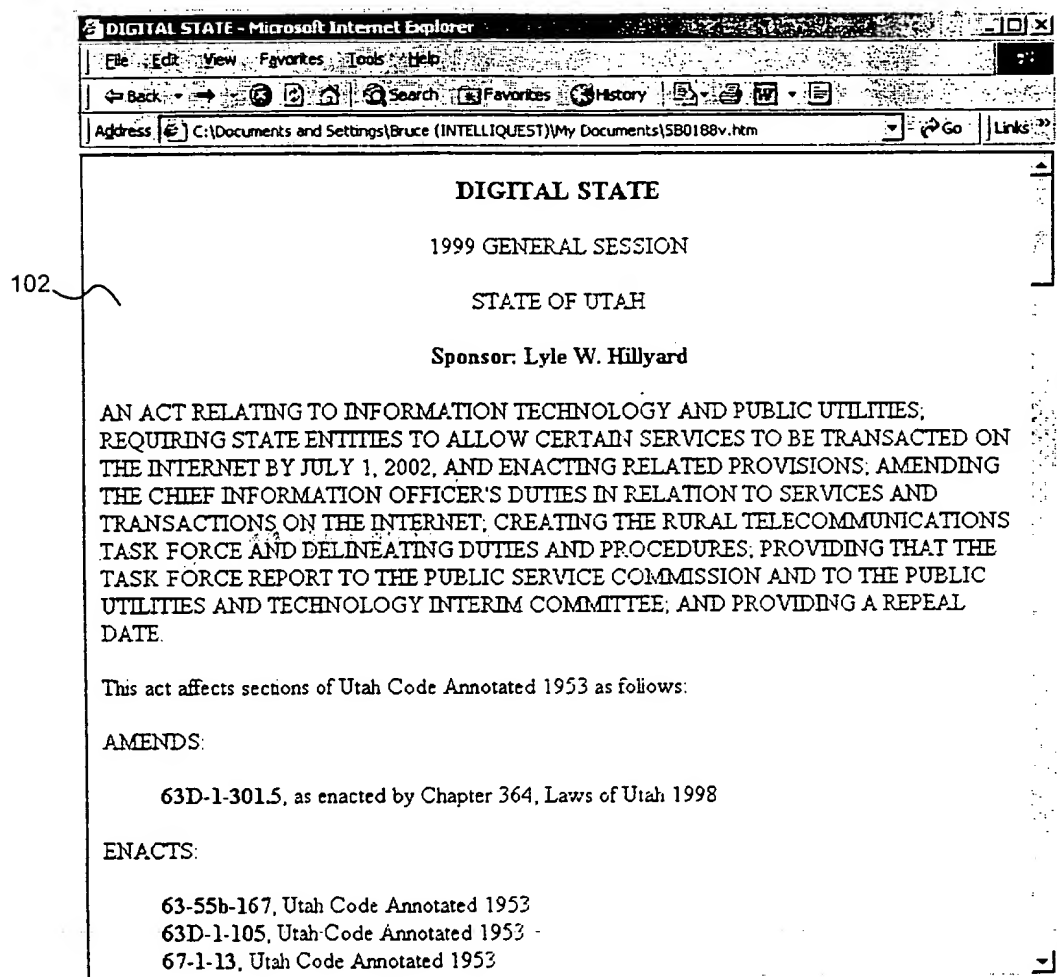 DIGITAL STATE - Microsoft Internet Explorer
File Edit View Favorites Tools Help
Back Search Favorites History
Address C:\Documents and Settings\Bruce (INTELLIQUEST)\My Documents\SB0188v.htm Go Links »
DIGITAL STATE
1999 GENERAL SESSION
102
STATE OF UTAH
Sponsor: Lyle W. Hillyard
AN ACT RELATING TO INFORMATION TECHNOLOGY AND PUBLIC UTILITIES;
REQUIRING STATE ENTITIES TO ALLOW CERTAIN SERVICES TO BE TRANSACTED ON
THE INTERNET BY JULY 1, 2002, AND ENACTING RELATED PROVISIONS; AMENDING
THE CHIEF INFORMATION OFFICER'S DUTIES IN RELATION TO SERVICES AND
TRANSACTIONS ON THE INTERNET; CREATING THE RURAL TELECOMMUNICATIONS
TASK FORCE AND DELINEATING DUTIES AND PROCEDURES; PROVIDING THAT THE
TASK FORCE REPORT TO THE PUBLIC SERVICE COMMISSION AND TO THE PUBLIC
UTILITIES AND TECHNOLOGY INTERIM COMMITTEE; AND PROVIDING A REPEAL
DATE.
This act affects sections of Utah Code Annotated 1953 as follows:
AMENDS:
63D-1-301.5, as enacted by Chapter 364, Laws of Utah 1998
ENACTS:
63-55b-167, Utah Code Annotated 1953
63D-1-105, Utah Code Annotated 1953
67-1-13, Utah Code Annotated 1953